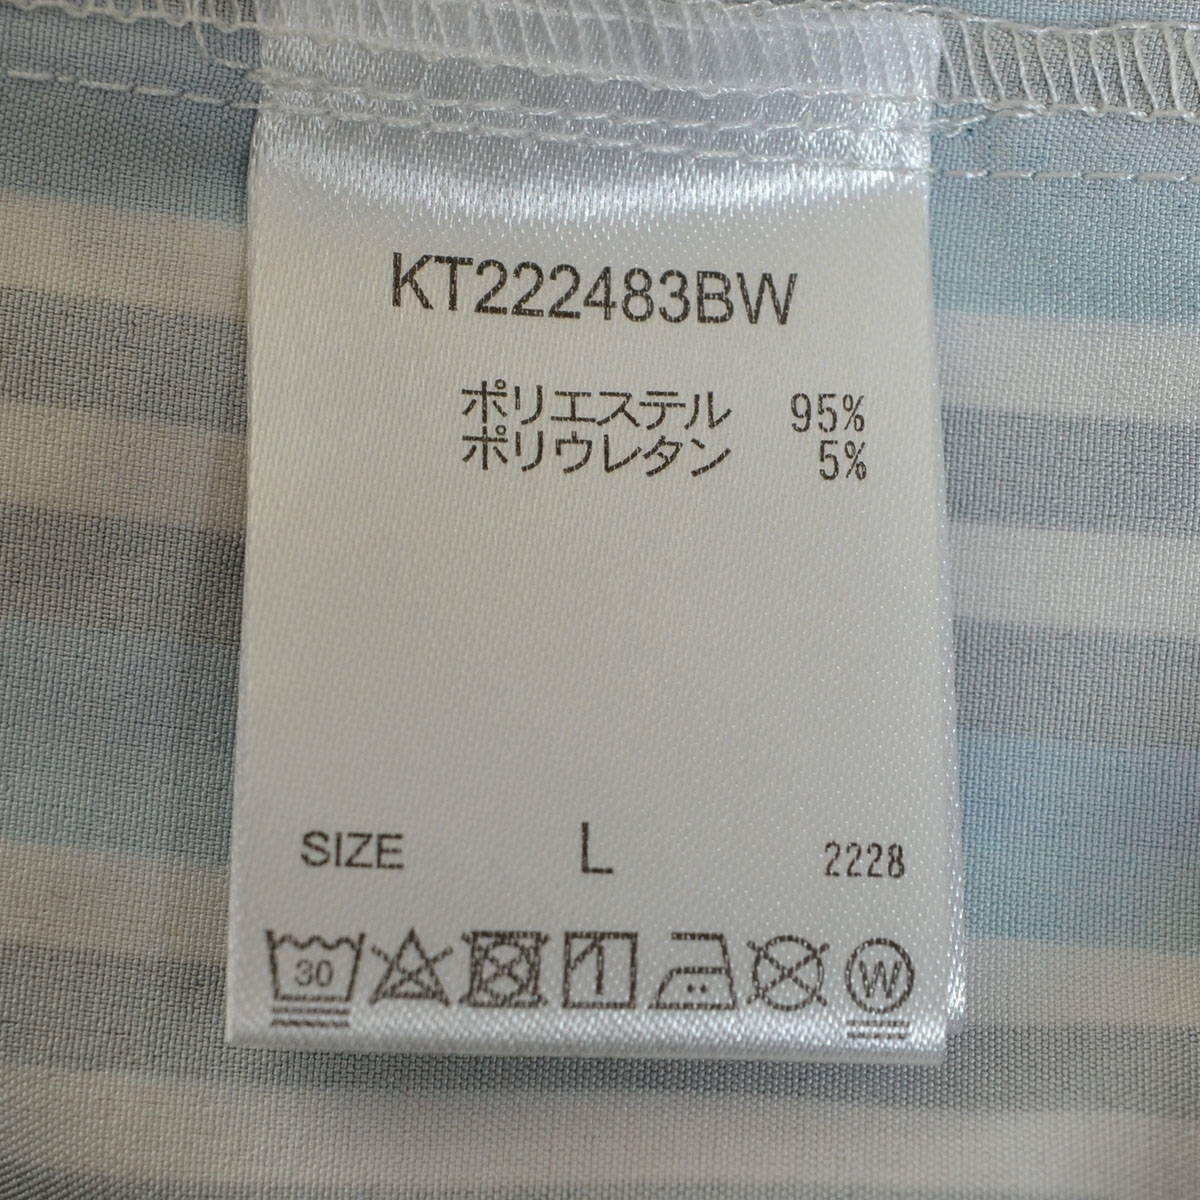 KT222483BW
ポリエステル 95%
ポリウレタン 5%
SIZE L 2228
30 W